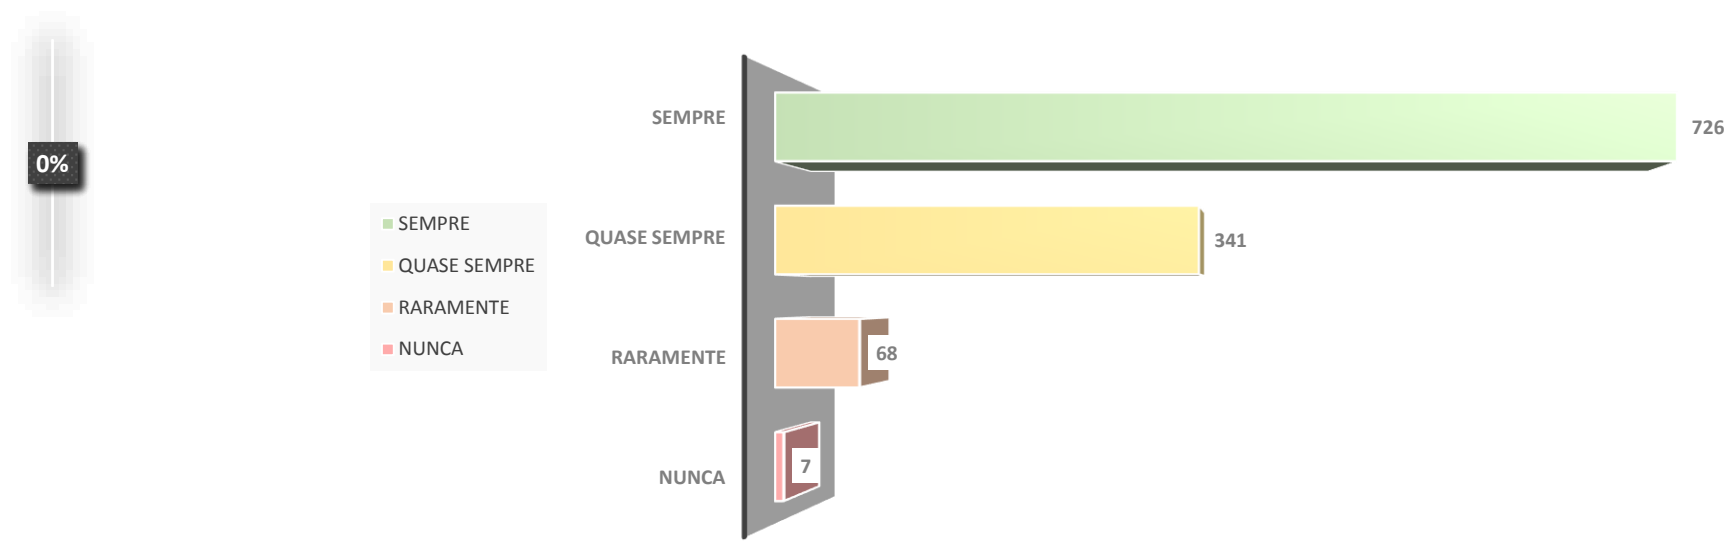 0%
SEMPRE
QUASE SEMPRE
RARAMENTE
NUNCA
SEMPRE
726
QUASE SEMPRE
341
RARAMENTE
68
NUNCA
7